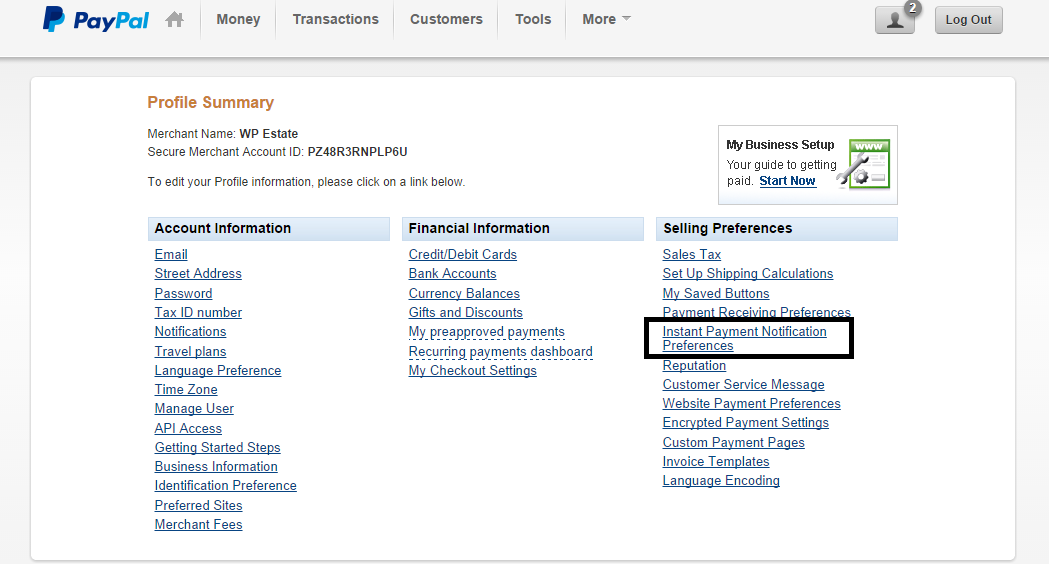 PayPal Money Transactions Customers Tools More 2 Log Out
Profile Summary
Merchant Name: WP Estate
Secure Merchant Account ID: PZ48R3RNPLP6U
To edit your Profile information, please click on a link below.
My Business Setup
Your guide to getting
paid. Start Now
WWW
Account Information
Email
Street Address
Password
Tax ID number
Notifications
Travel plans
Language Preference
Time Zone
Manage User
API Access
Getting Started Steps
Business Information
Identification Preference
Preferred Sites
Merchant Fees
Financial Information
Credit/Debit Cards
Bank Accounts
Currency Balances
Gifts and Discounts
My preapproved payments
Recurring payments dashboard
My Checkout Settings
Selling Preferences
Sales Tax
Set Up Shipping Calculations
My Saved Buttons
Payment Receiving Preferences
Instant Payment Notification
Preferences
Reputation
Customer Service Message
Website Payment Preferences
Encrypted Payment Settings
Custom Payment Pages
Invoice Templates
Language Encoding